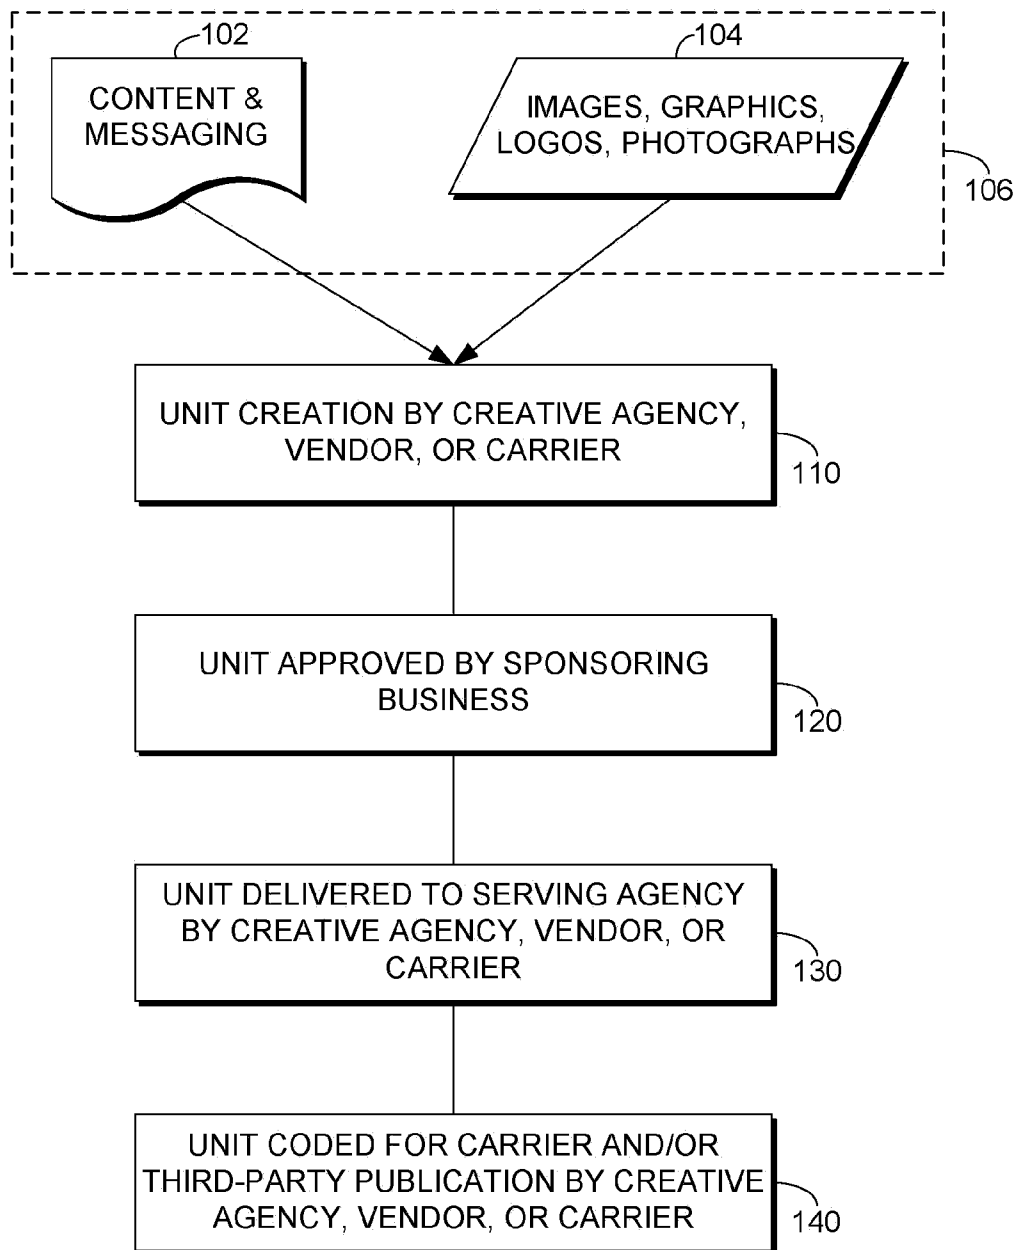 102
CONTENT &
MESSAGING
104
IMAGES, GRAPHICS,
LOGOS, PHOTOGRAPHS
106
UNIT CREATION BY CREATIVE AGENCY,
VENDOR, OR CARRIER
110
UNIT APPROVED BY SPONSORING
BUSINESS
120
UNIT DELIVERED TO SERVING AGENCY
BY CREATIVE AGENCY, VENDOR, OR
CARRIER
130
UNIT CODED FOR CARRIER AND/OR
THIRD-PARTY PUBLICATION BY CREATIVE
AGENCY, VENDOR, OR CARRIER
140